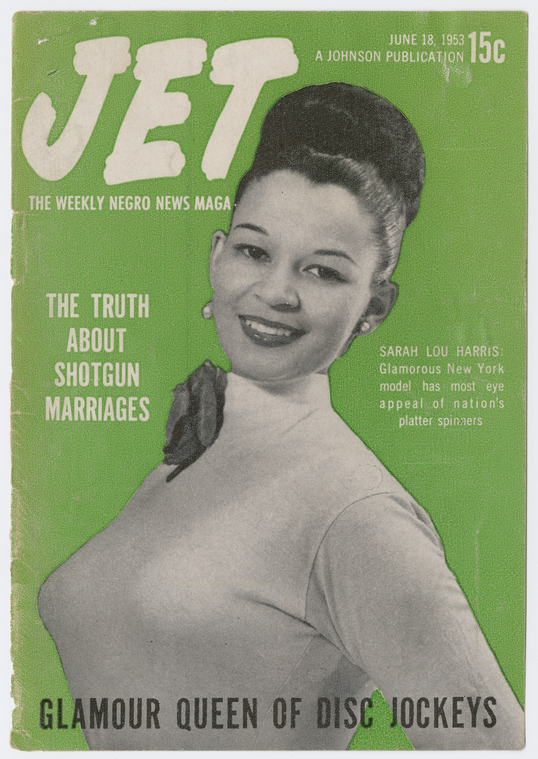 JET
JUNE 18, 1953
A JOHNSON PUBLICATION
15c
THE WEEKLY NEGRO NEWS MAGA
THE TRUTH
ABOUT
SHOTGUN
MARRIAGES
SARAH LOU HARRIS:
Glamorous New York
model has most eye
appeal of nation's
platter spinners
GLAMOUR QUEEN OF DISC JOCKEYS